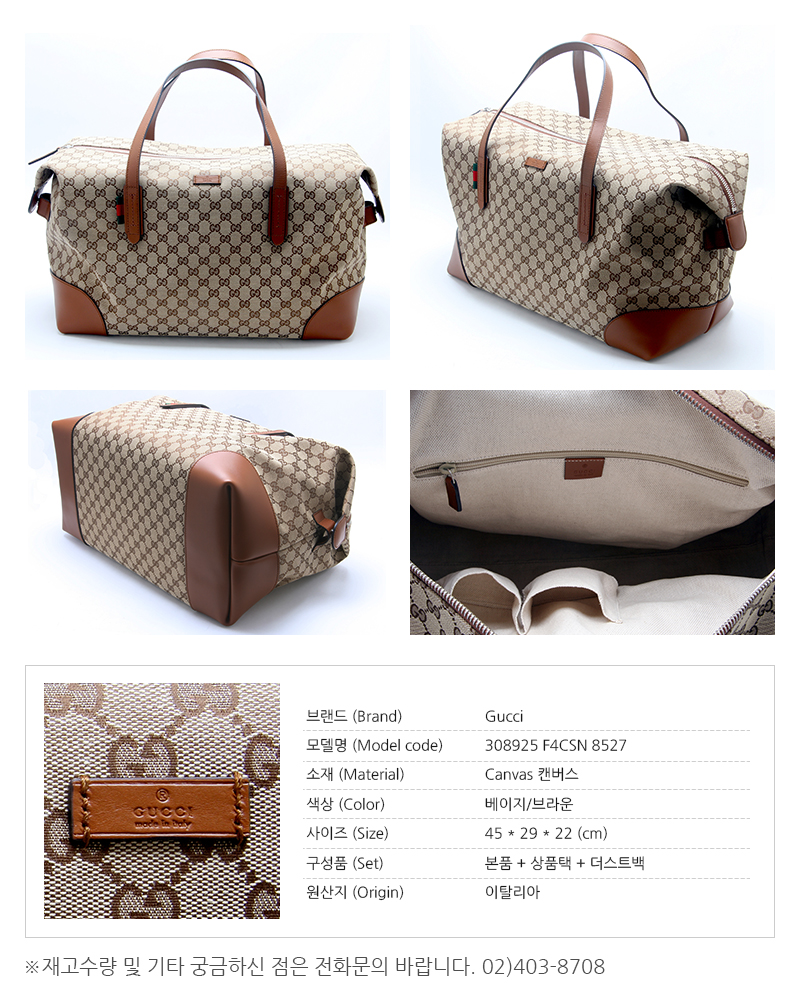 ® 
GUCCI
made in italy
브랜드 (Brand) Gucci
모델명 (Model code) 308925 F4CSN 8527
소재 (Material) Canvas 캔버스
색상 (Color) 베이지/브라운
사이즈 (Size) 45 * 29 * 22 (cm)
구성품 (Set) 본품 + 상품택 + 더스트백
원산지 (Origin) 이탈리아
※재고수량 및 기타 궁금하신 점은 전화문의 바랍니다. 02)403-8708